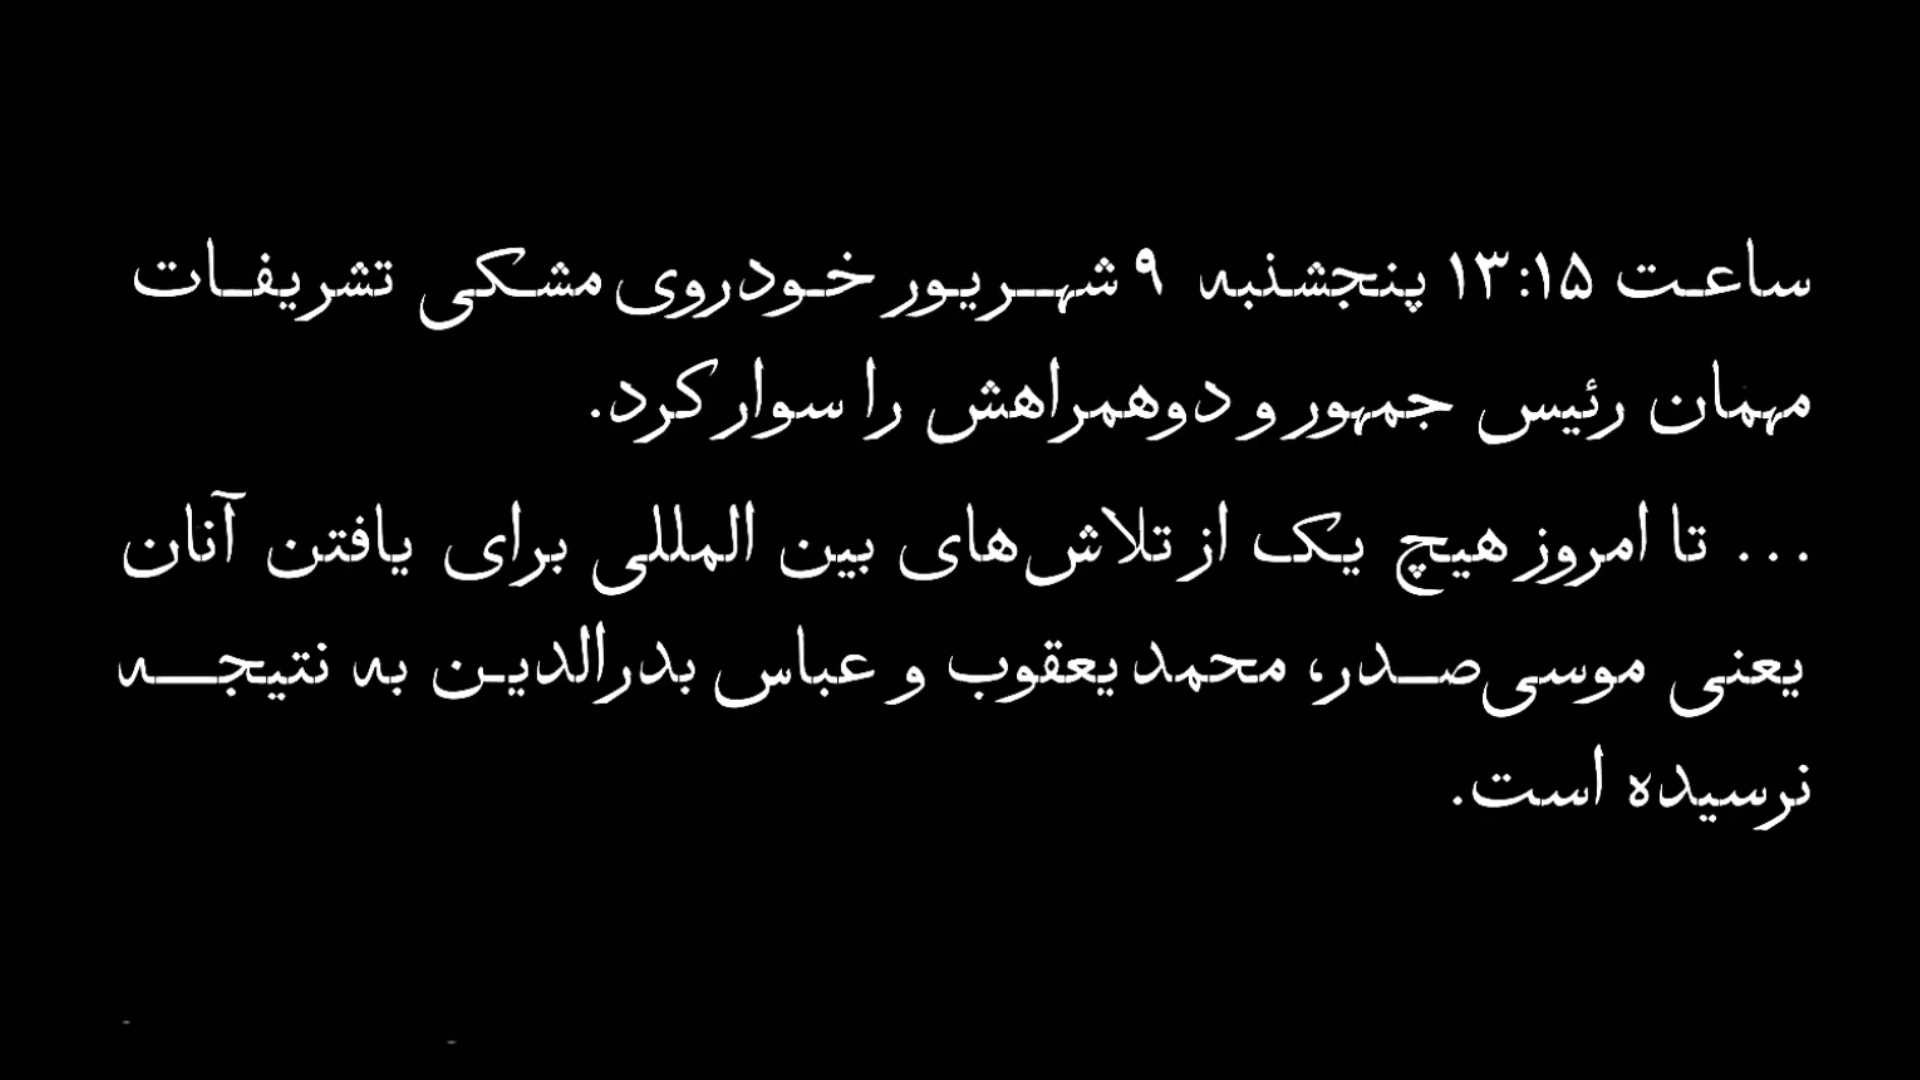 ساعت ۱۳:۱۵ پنجشنبه ۹ شهریور خودروی مشکی تشریفات
مهمان رئیس جمهور و دوهمراهش را سوار کرد.
... تا امروز هیچ یک از تلاش‌های بین المللی برای یافتن آنان
یعنی موسی‌صدر، محمد یعقوب و عباس بدرالدین به نتیجه
نرسیده است.